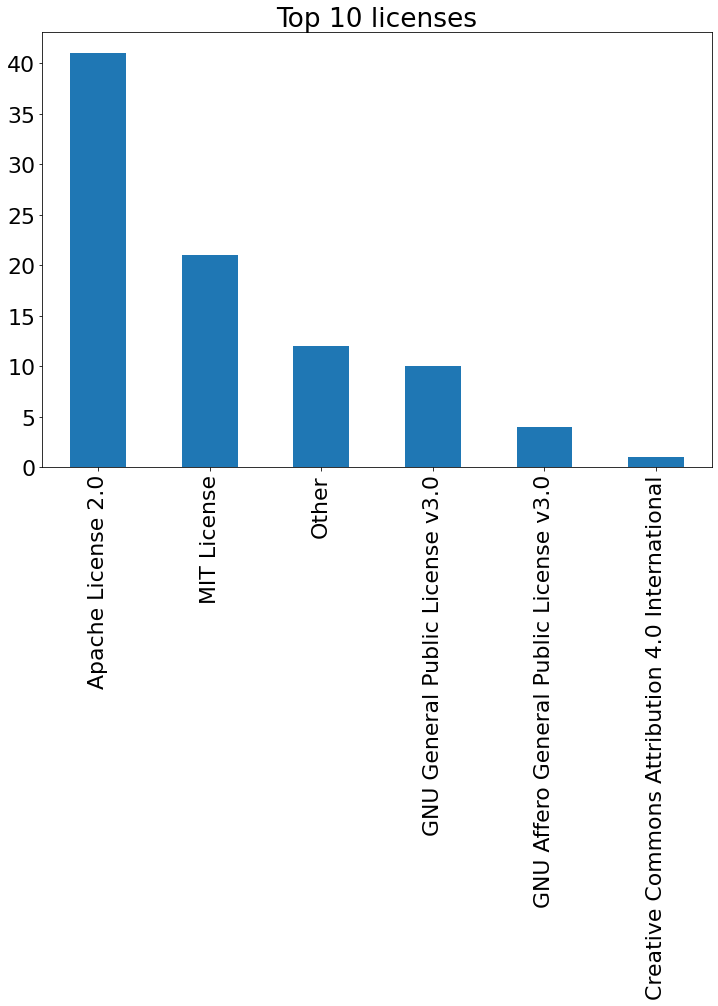 Top 10 licenses
40
35
30
25
20
15
10
5
0
Apache License 2.0
MIT License
Other
GNU General Public License v3.0
GNU Affero General Public License v3.0
Creative Commons Attribution 4.0 International